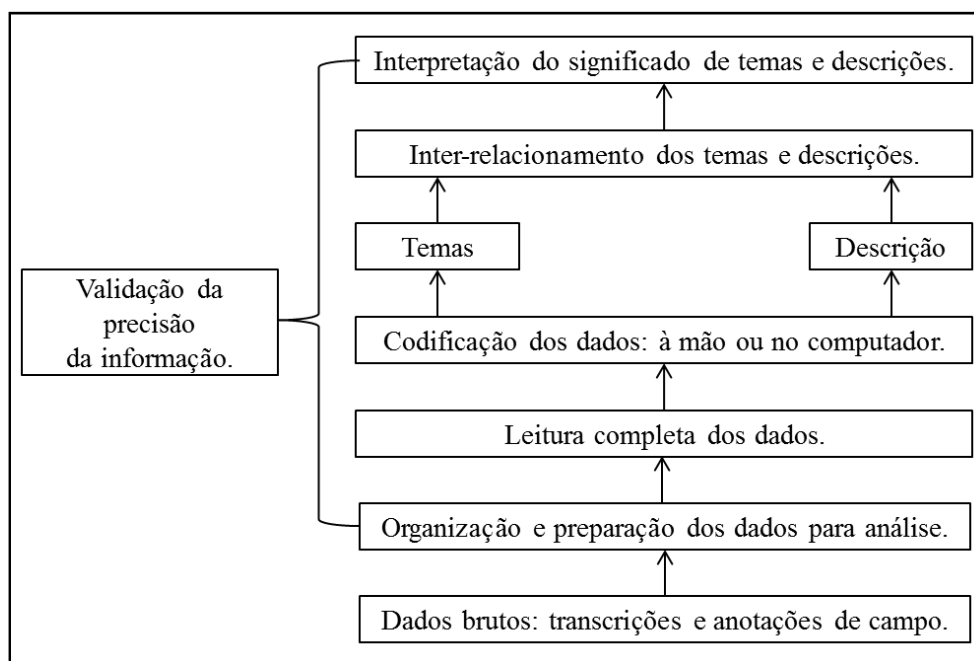 Interpretação do significado de temas e descrições.
Inter-relacionamento dos temas e descrições.
Temas
Descrição
Validação da
precisão
da informação.
Codificação dos dados: à mão ou no computador.
Leitura completa dos dados.
Organização e preparação dos dados para análise.
Dados brutos: transcrições e anotações de campo.